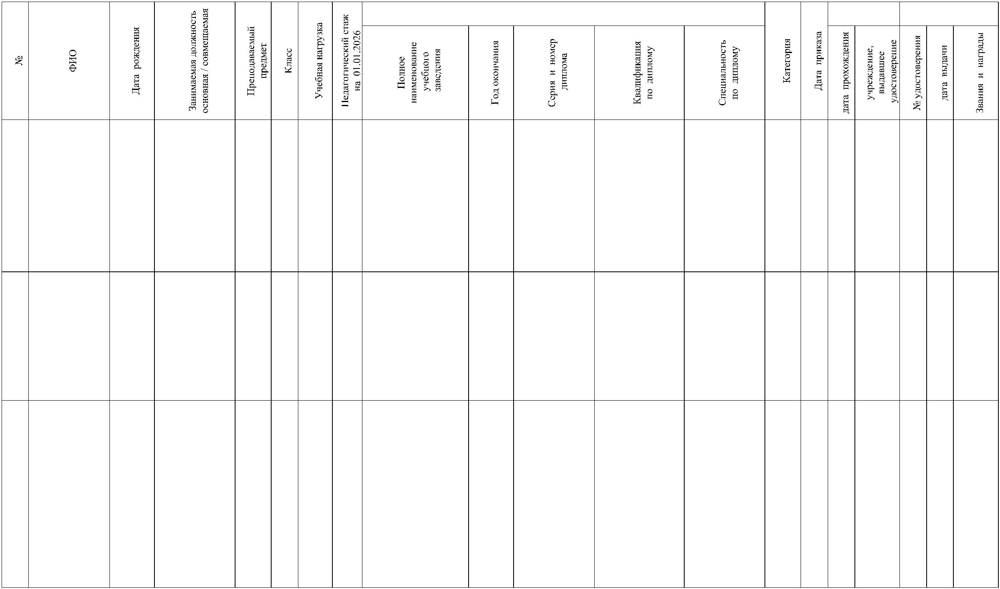 №
ФИО
Дата рождения
Занимаемая должность
основная / совмещаемая
Преподаваемый
предмет
Класс
Учебная нагрузка
Педагогический стаж
на 01.01.2026
Полное
наименование
учебного
заведения
Год окончания
Серия и номер
диплома
Квалификация
по диплому
Специальность
по диплому
Категория
Дата приказа
дата прохождения
учреждение,
выдавшее
удостоверение
№ удостоверения
дата выдачи
Звания и награды